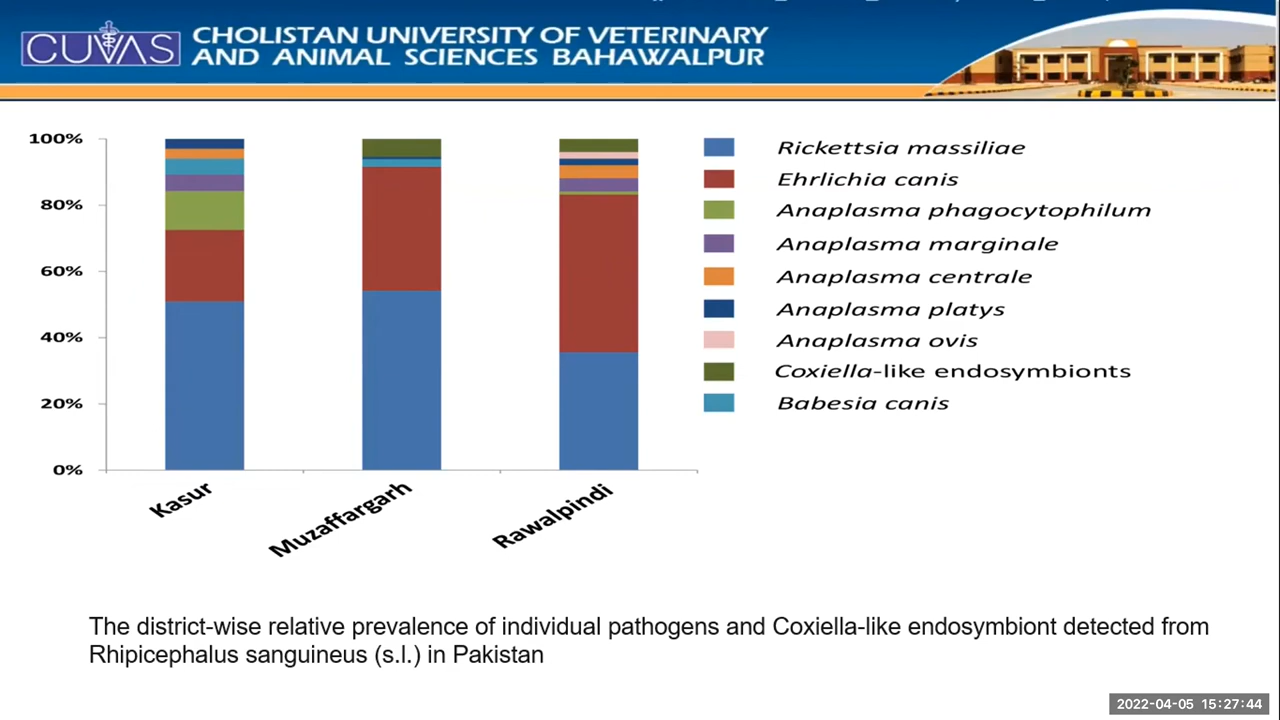 CUVAS
CHOLISTAN UNIVERSITY OF VETERINARY
AND ANIMAL SCIENCES BAHAWALPUR
100%
80%
60%
40%
20%
0%
Kasur
Muzaffargarh
Rawalpindi
Rickettsia massiliae
Ehrlichia canis
Anaplasma phagocytophilum
Anaplasma marginale
Anaplasma centrale
Anaplasma platys
Anaplasma ovis
Coxiella-like endosymbionts
Babesia canis
The district-wise relative prevalence of individual pathogens and Coxiella-like endosymbiont detected from
Rhipicephalus sanguineus (s.l.) in Pakistan
2022-04-05 15:27:44